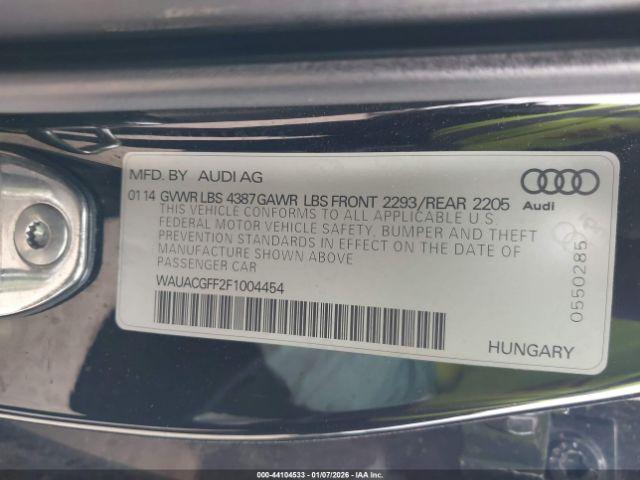 MFD. BY AUDI AG
01 14 GVWR LBS 4387 GAWR LBS FRONT 2293/REAR 2205
THIS VEHICLE CONFORMS TO ALL APPLICABLE U S
FEDERAL MOTOR VEHICLE SAFETY, BUMPER AND THEFT
PREVENTION STANDARDS IN EFFECT ON THE DATE OF
MANUFACTURE SHOWN ABOVE
PASSENGER CAR
WAUACGFF2F1004454
Audi
0550285
HUNGARY
000-44104533 - 01/07/2026 - IAAI.COM